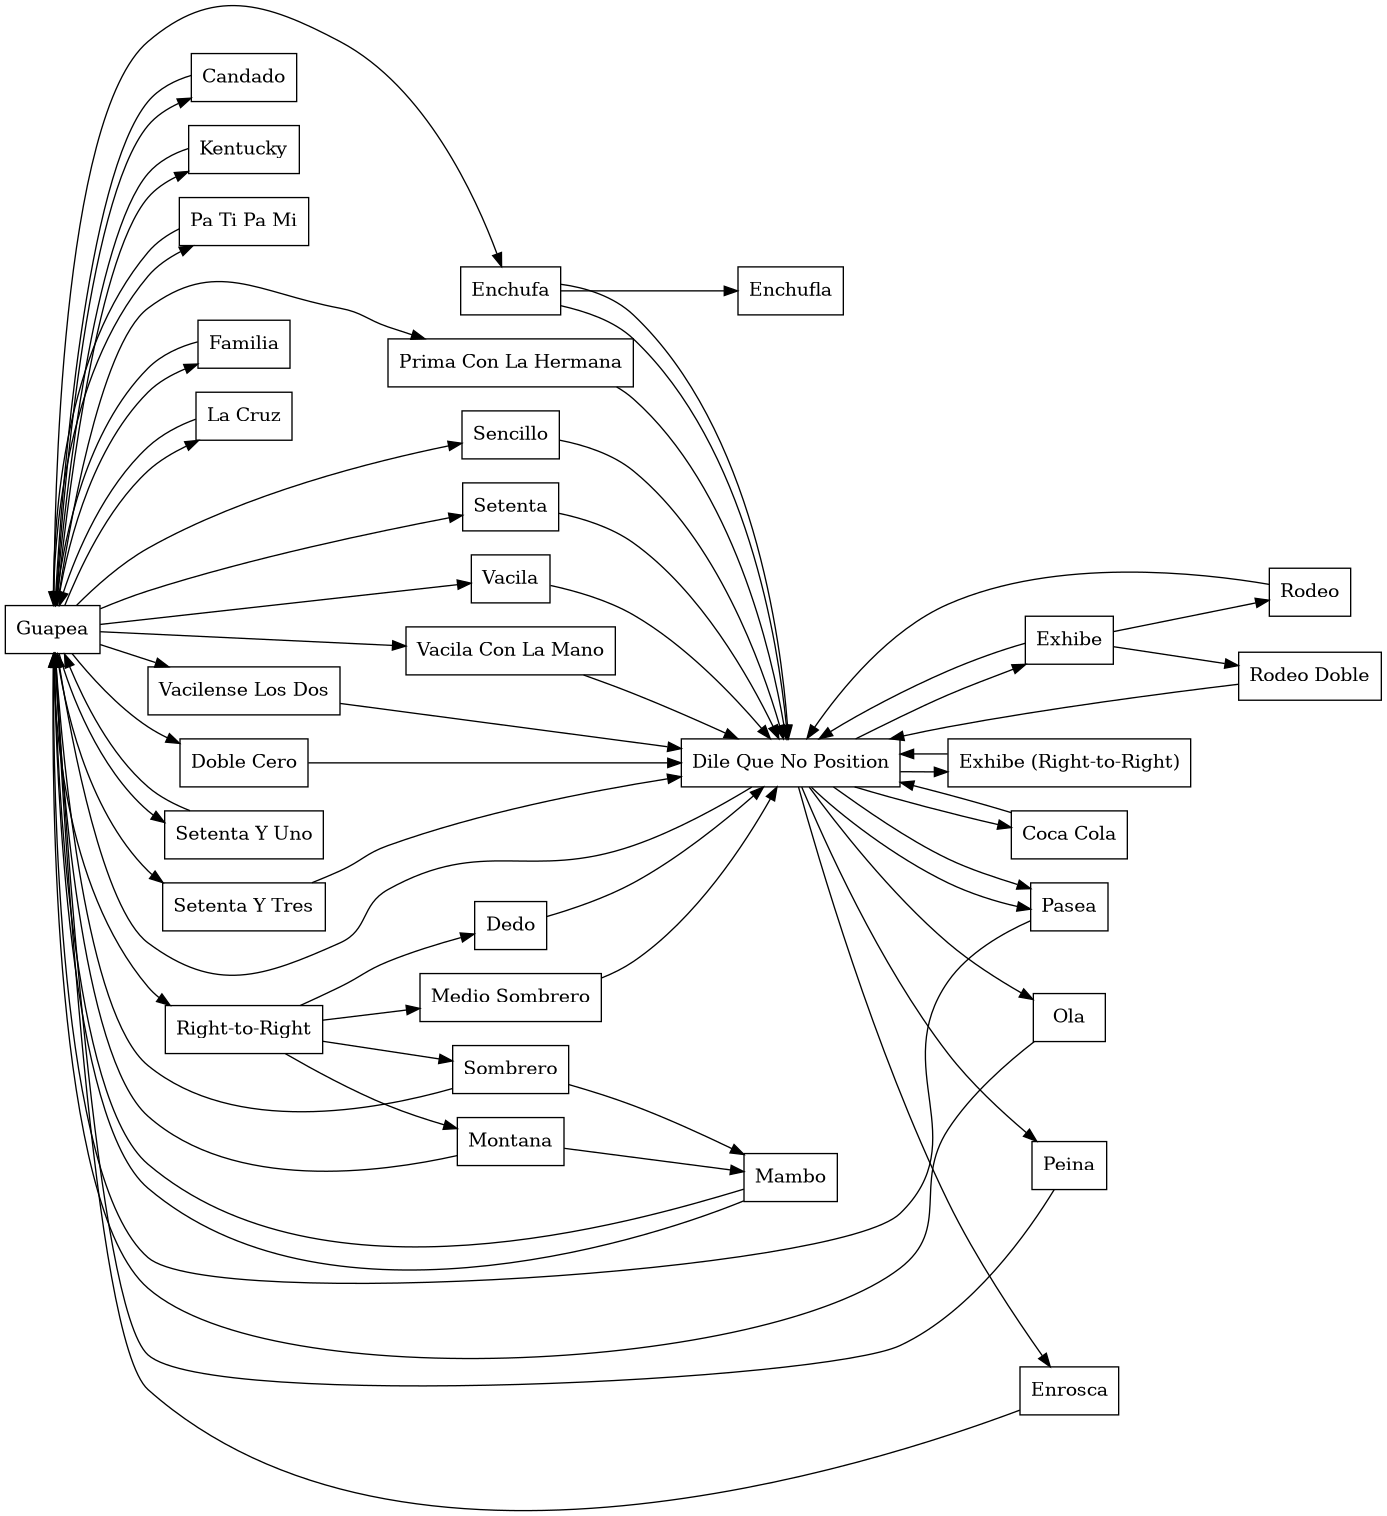 Candado
Kentucky
Pa Ti Pa Mi
Enchufa
Enchufla
Familia
Prima Con La Hermana
La Cruz
Sencillo
Setenta
Vacila
Rodeo
Guapea
Exhibe
Vacila Con La Mano
Rodeo Doble
Vacilense Los Dos
Doble Cero
Dile Que No Position
Exhibe (Right-to-Right)
Setenta Y Uno
Coca Cola
Setenta Y Tres
Pasea
Dedo
Medio Sombrero
Ola
Right-to-Right
Sombrero
Montana
Peina
Mambo
Enrosca